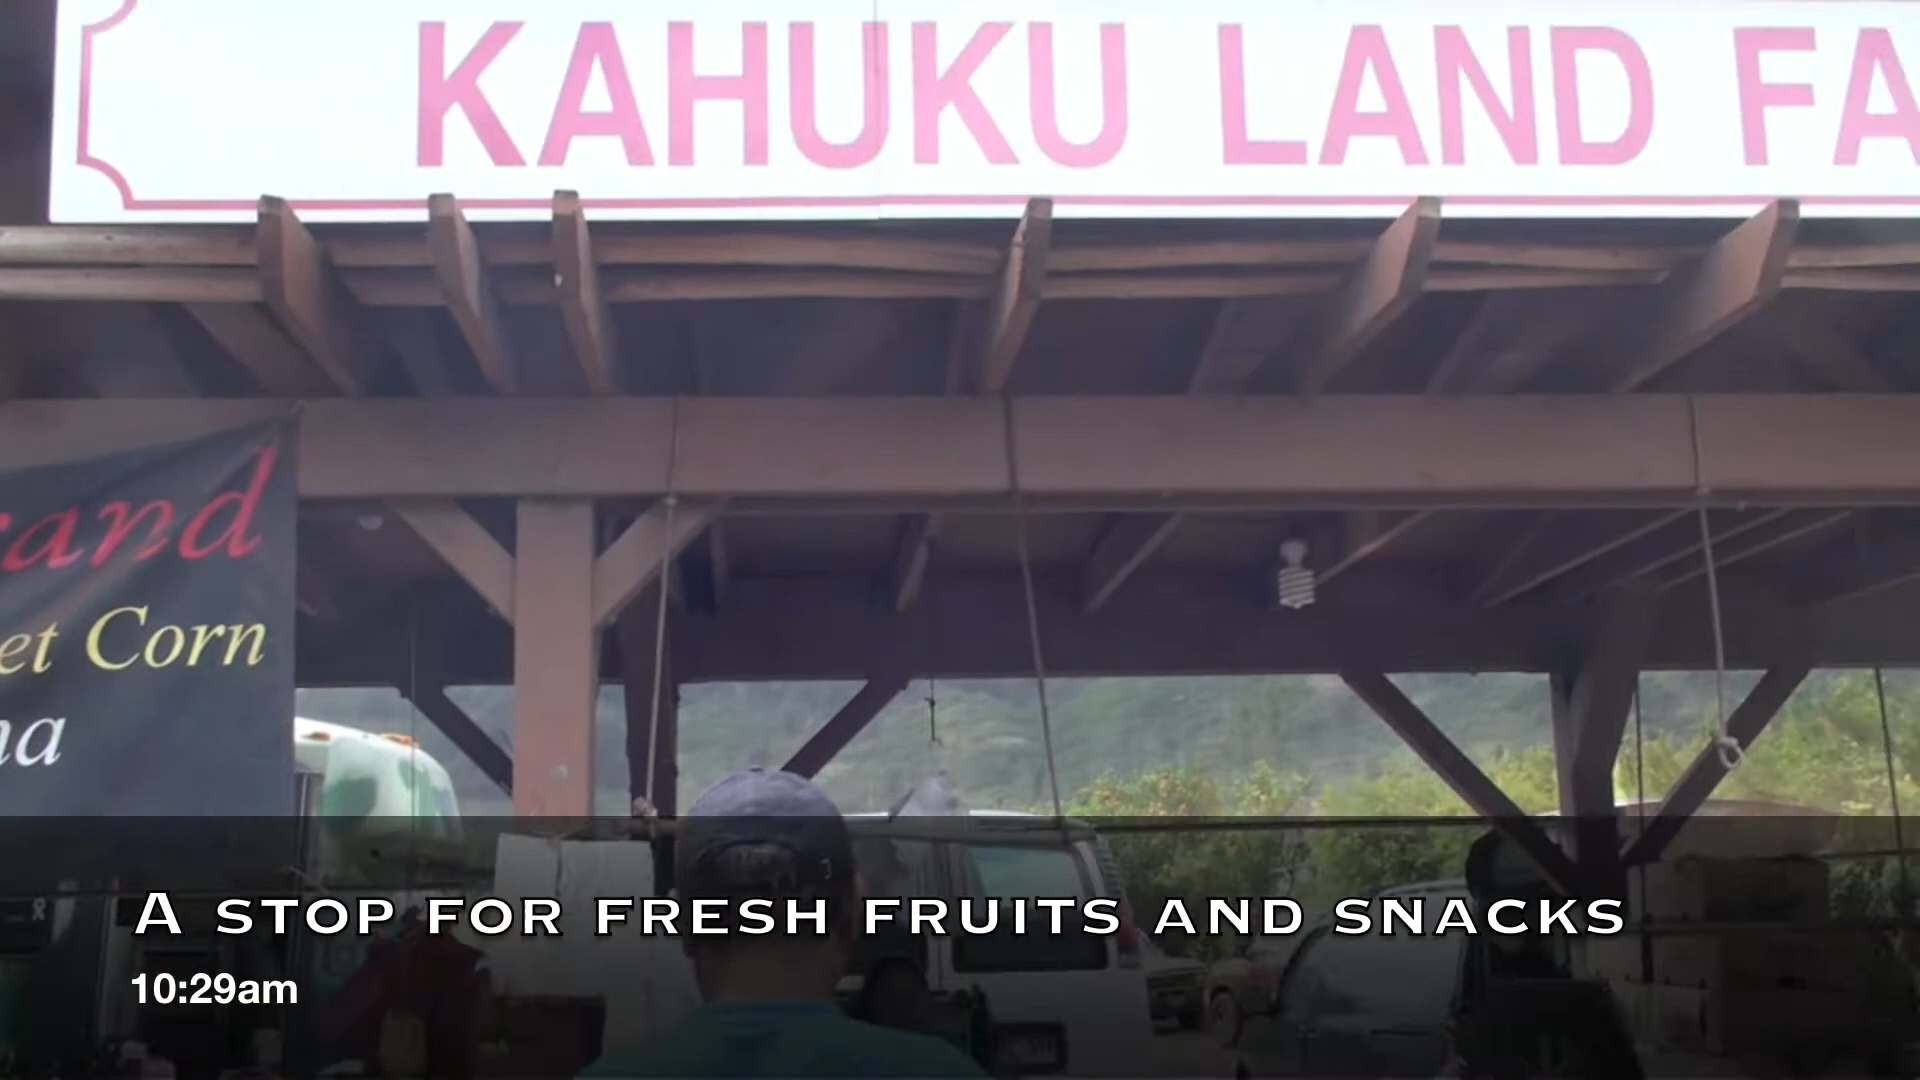 KAHUKU LAND FA
and
et Corn
na
A STOP FOR FRESH FRUITS AND SNACKS
10:29am